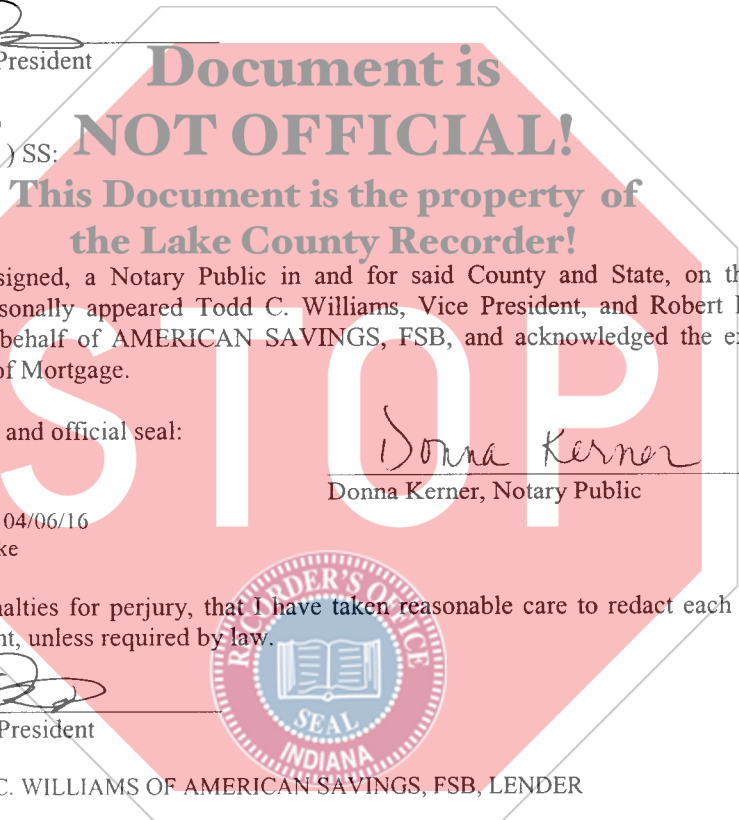 President
Document is
NOT OFFICIAL!
) SS:
This Document is the property of
the Lake County Recorder!
signed, a Notary Public in and for said County and State, on th
sonally appeared Todd C. Williams, Vice President, and Robert
behalf of AMERICAN SAVINGS, FSB, and acknowledged the ex
of Mortgage.
STOP
and official seal:
Donna Kerner
Donna Kerner, Notary Public
04/06/16
ke
nalties for perjury, that I have taken reasonable care to redact each
nt, unless required by law.
RECORDER'S OFFICE
SEAL
INDIANA
President
C. WILLIAMS OF AMERICAN SAVINGS, FSB, LENDER